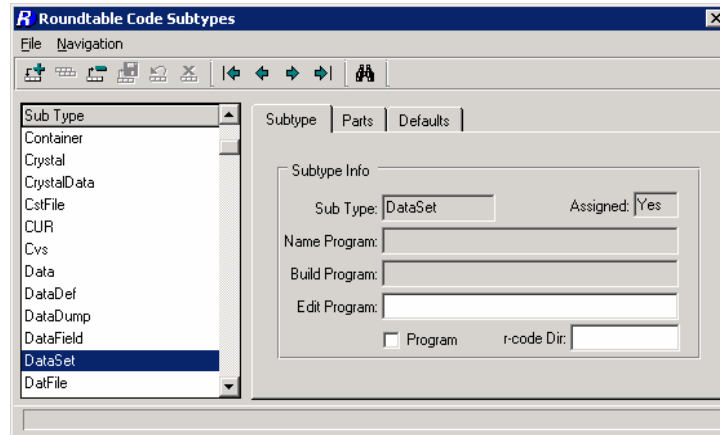 Roundtable Code Subtypes
File Navigation
Sub Type
Container
Crystal
CrystalData
CstFile
CUR
Cvs
Data
DataDef
DataDump
DataField
DataSet
DatFile
Subtype Parts Defaults
Subtype Info
Sub Type: DataSet Assigned: Yes
Name Program:
Build Program:
Edit Program:
Program r-code Dir: